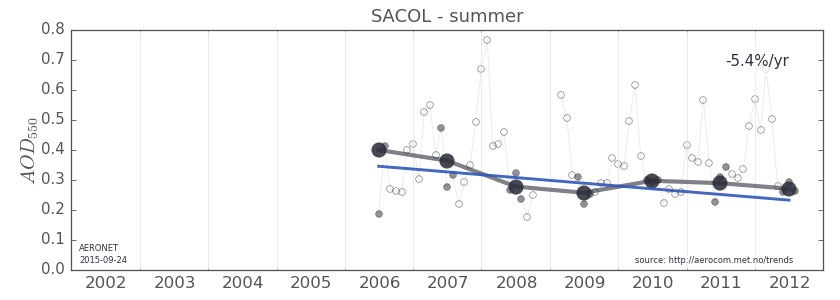 SACOL - summer
0.8
0.7
0.6
0.5
0.4
0.3
0.2
0.1
0.0
AOD550
-5.4%/yr
AERONET
2015-09-24
source: http://aerocom.met.no/trends
2002 2003 2004 2005 2006 2007 2008 2009 2010 2011 2012